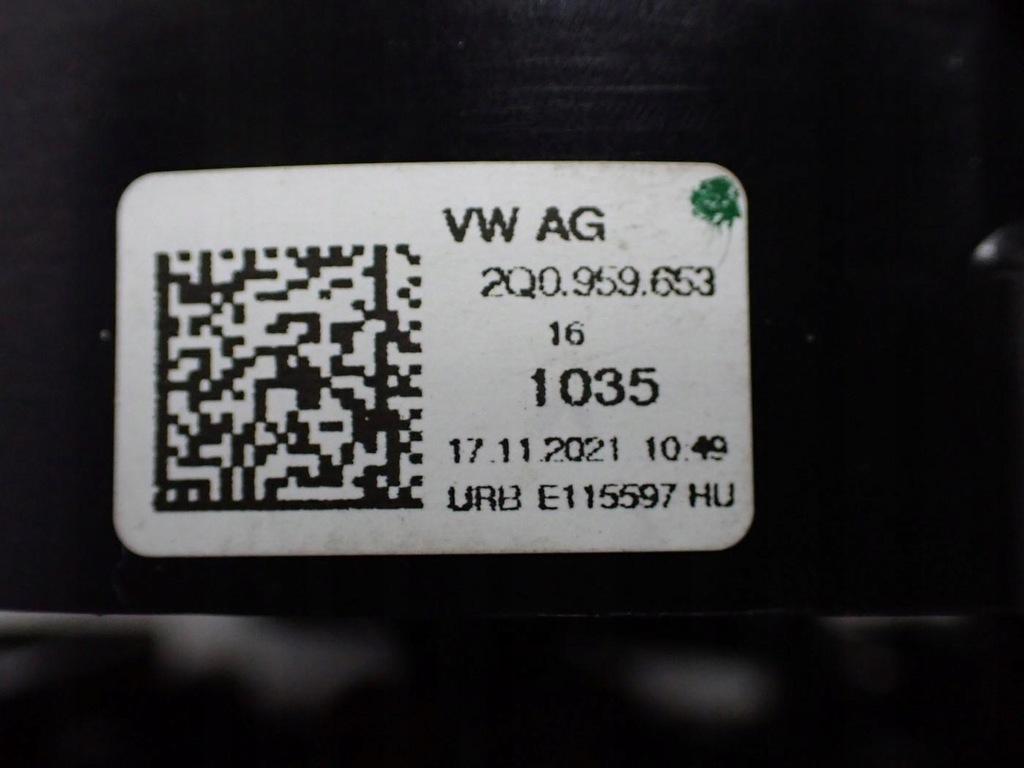 VW AG
2Q0.959.653
16
1035
17.11.2021 10:49
URB E115597 HU